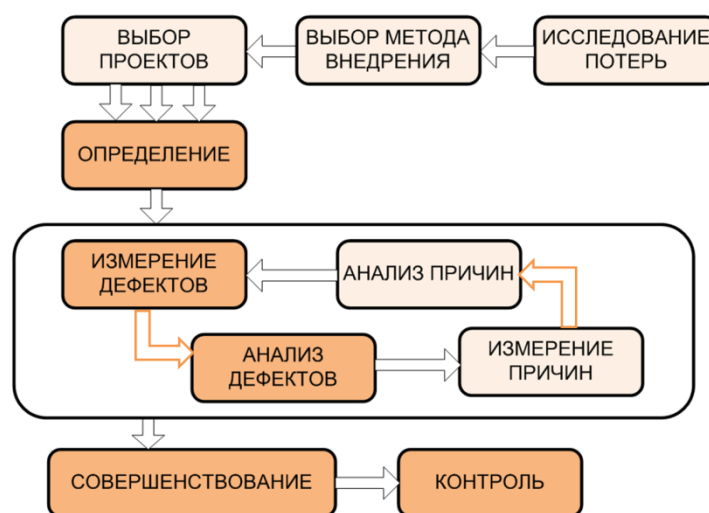 ВЫБОР
ПРОЕКТОВ
ВЫБОР МЕТОДА
ВНЕДРЕНИЯ
ИССЛЕДОВАНИЕ
ПОТЕРЬ
ОПРЕДЕЛЕНИЕ
ИЗМЕРЕНИЕ
ДЕФЕКТОВ
АНАЛИЗ ПРИЧИН
АНАЛИЗ
ДЕФЕКТОВ
ИЗМЕРЕНИЕ
ПРИЧИН
СОВЕРШЕНСТВОВАНИЕ
КОНТРОЛЬ